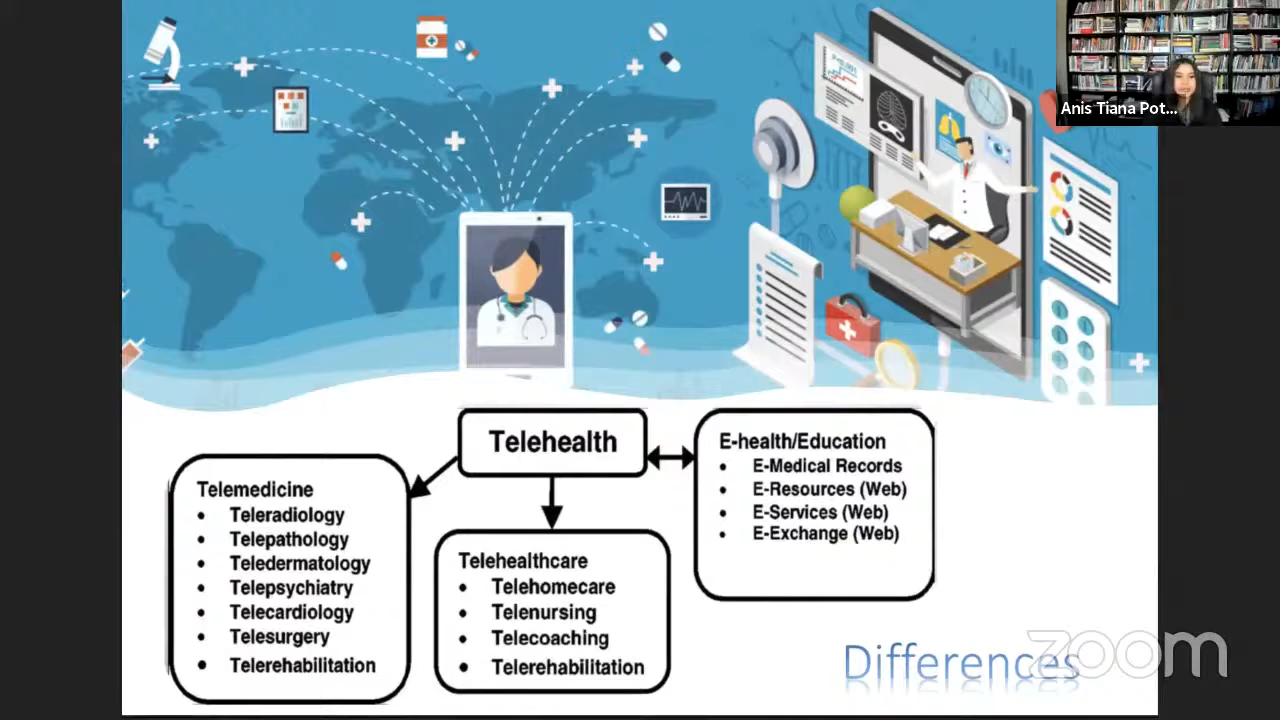 Anis Tiana Pot...
Telehealth
Telemedicine
• Teleradiology
• Telepathology
• Teledermatology
• Telepsychiatry
• Telecardiology
• Telesurgery
• Telerehabilitation
Telehealthcare
• Telehomecare
• Telenursing
• Telecoaching
• Telerehabilitation
E-health/Education
• E-Medical Records
• E-Resources (Web)
• E-Services (Web)
• E-Exchange (Web)
Differences
zoom